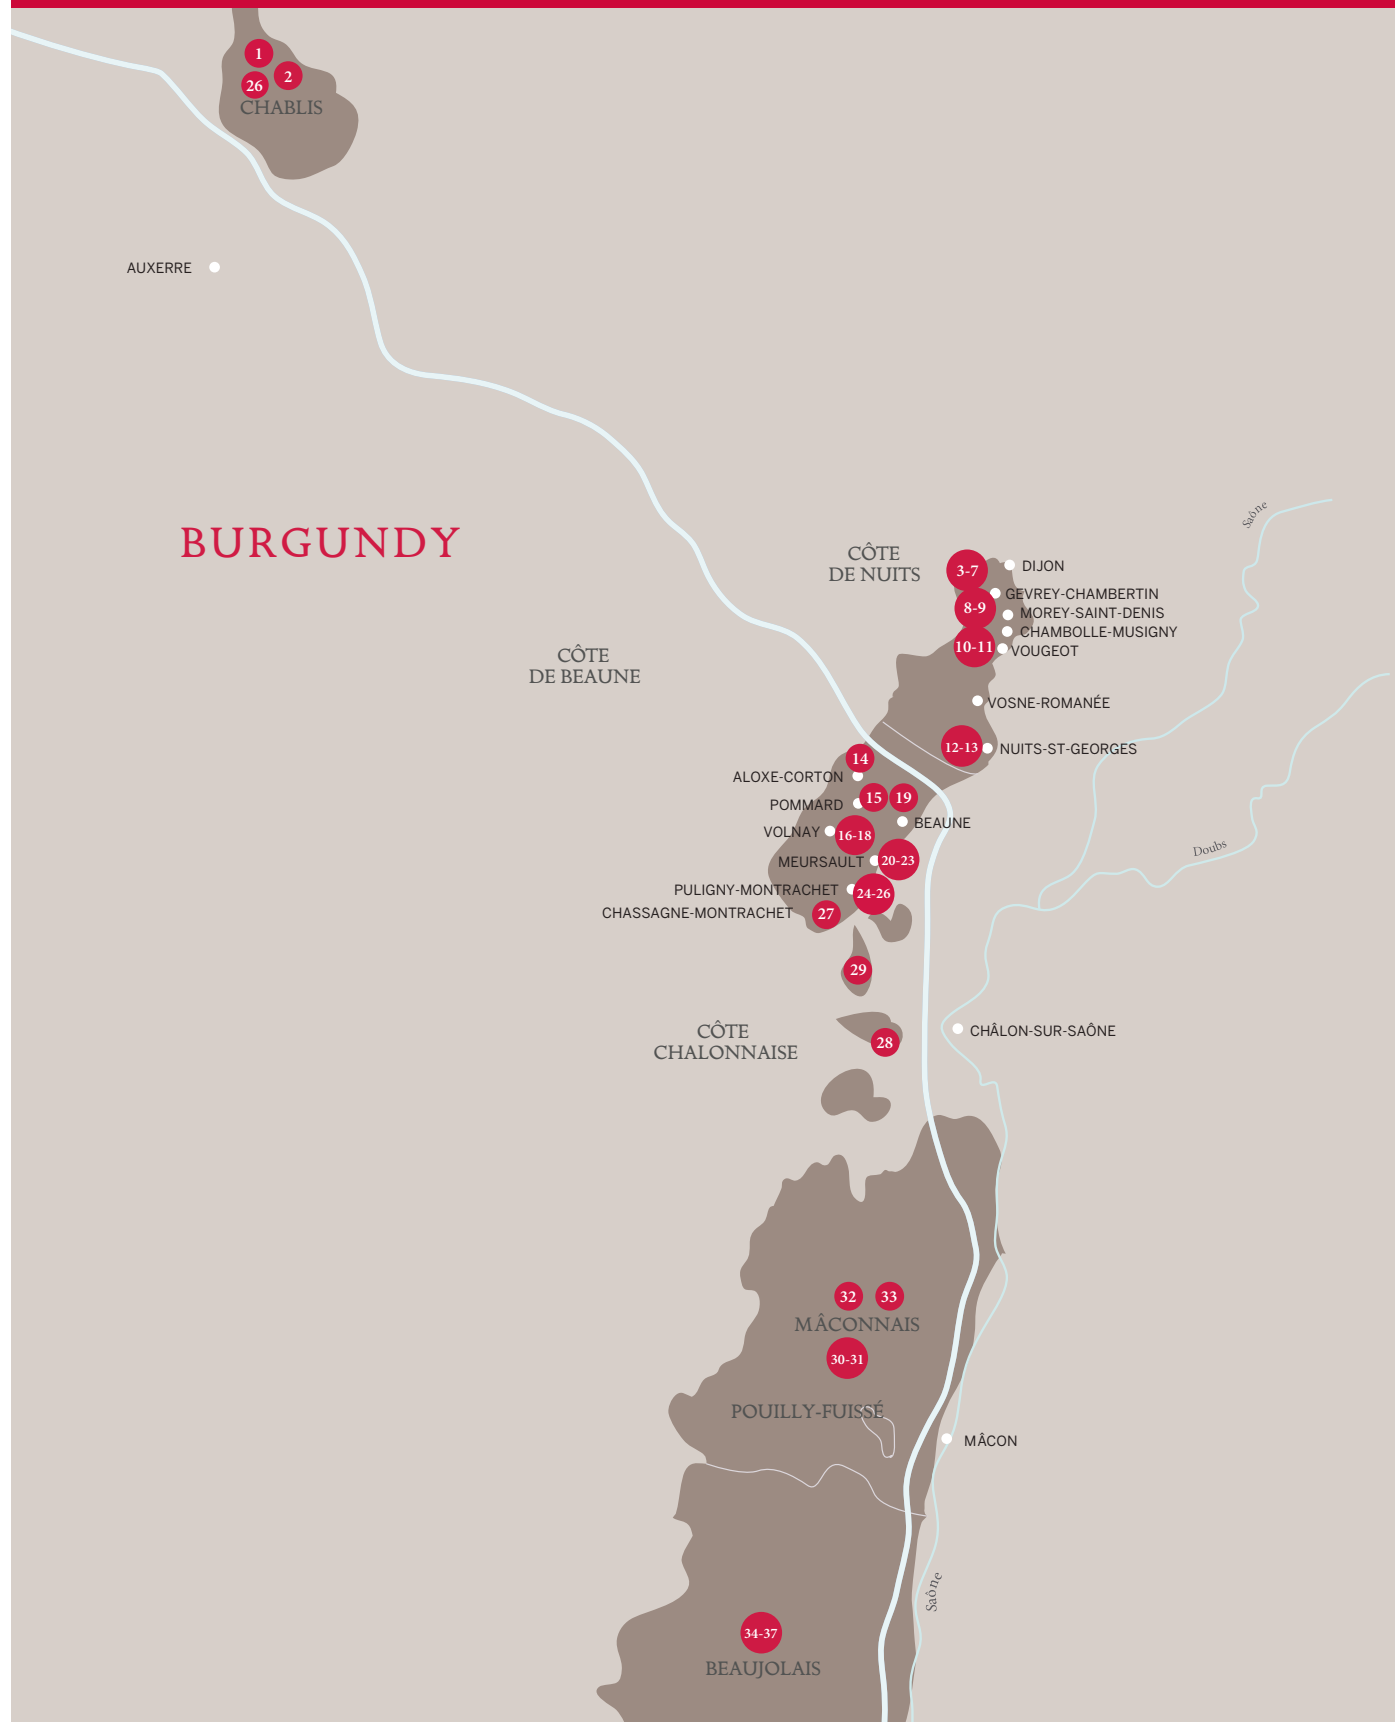 1
2
26
CHABLIS
AUXERRE
BURGUNDY
Saône
CÔTE
DE NUITS
3-7
DIJON
GEVREY-CHAMBERTIN
8-9
MOREY-SAINT-DENIS
CHAMBOLLE-MUSIGNY
10-11
VOUGEOT
CÔTE
DE BEAUNE
VOSNE-ROMANÉE
12-13
NUITS-ST-GEORGES
14
ALOXE-CORTON
15
19
POMMARD
BEAUNE
VOLNAY
16-18
Doubs
MEURSAULT
20-23
PULIGNY-MONTRACHET
24-26
CHASSAGNE-MONTRACHET
27
29
CÔTE
CHALONNAISE
28
CHÂLON-SUR-SAÔNE
32
33
MÂCONNAIS
30-31
POUILLY-FUISSÉ
MÂCON
Saône
34-37
BEAUJOLAIS